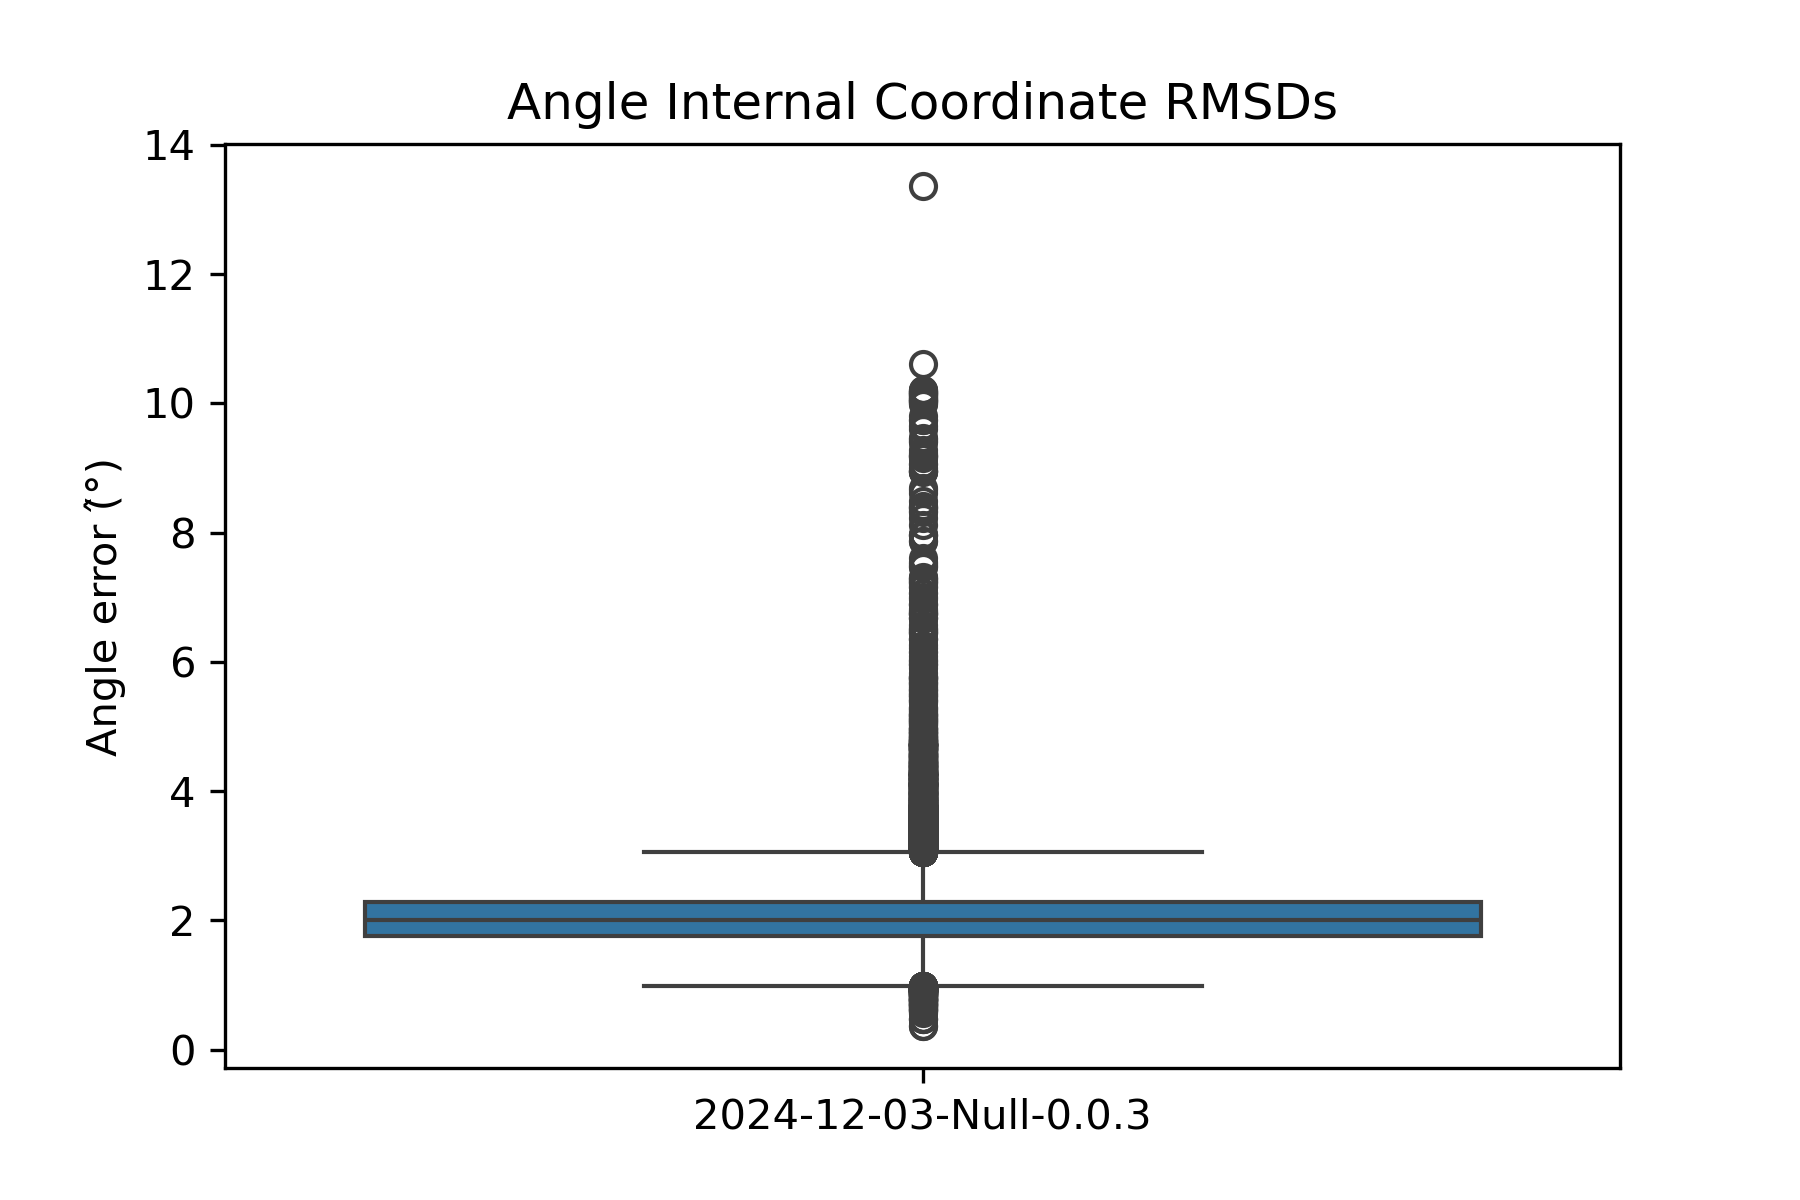 Angle Internal Coordinate RMSDs
14
12
10
8
6
4
2
0
Angle error (̂°)
2024-12-03-Null-0.0.3